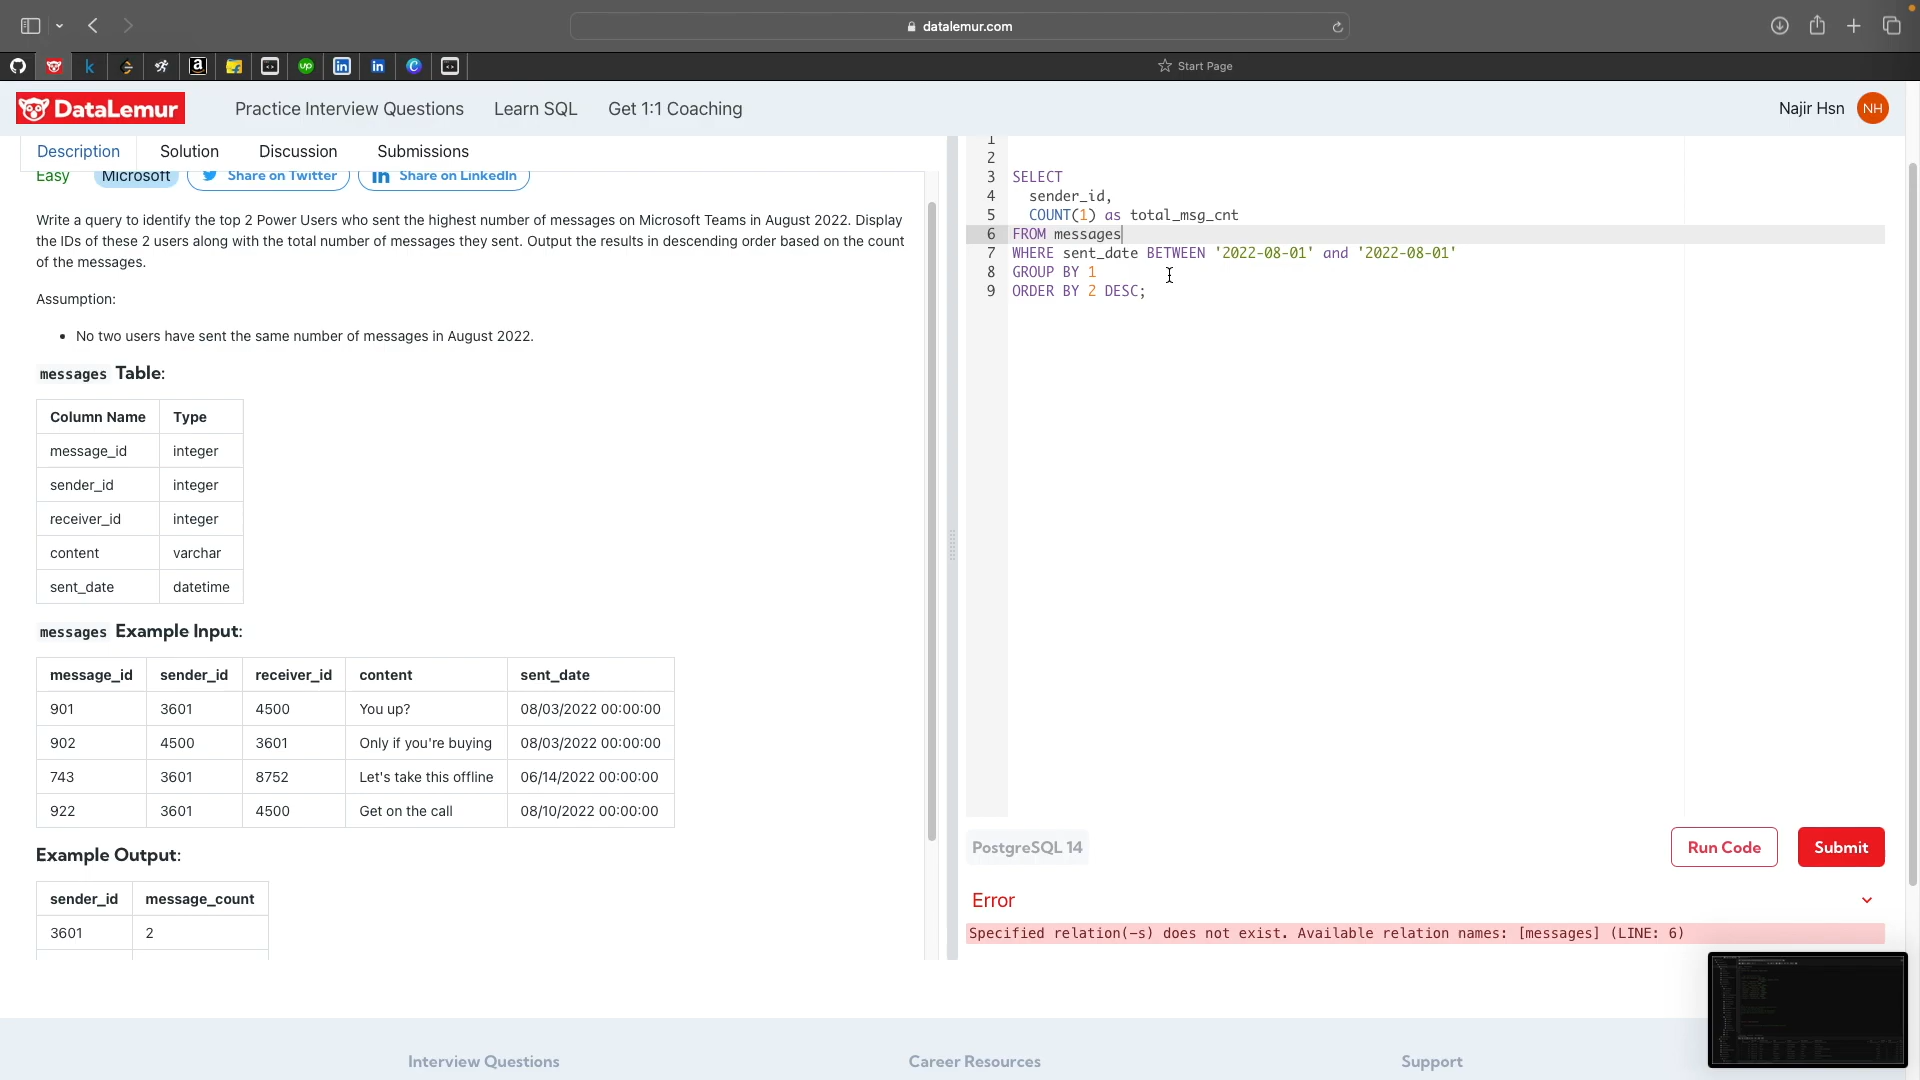 datalemur.com
k
a
up
in
in
C
Start Page
DataLemur
Practice Interview Questions
Learn SQL
Get 1:1 Coaching
Najir Hsn
NH
Description
Solution
Discussion
Submissions
Easy
Microsoft
Share on Twitter
in Share on LinkedIn
Write a query to identify the top 2 Power Users who sent the highest number of messages on Microsoft Teams in August 2022. Display
the IDs of these 2 users along with the total number of messages they sent. Output the results in descending order based on the count
of the messages.
Assumption:
• No two users have sent the same number of messages in August 2022.
messages Table:
Column Name Type
message_id integer
sender_id integer
receiver_id integer
content varchar
sent_date datetime
messages Example Input:
message_id sender_id receiver_id content sent_date
901 3601 4500 You up? 08/03/2022 00:00:00
902 4500 3601 Only if you're buying 08/03/2022 00:00:00
743 3601 8752 Let's take this offline 06/14/2022 00:00:00
922 3601 4500 Get on the call 08/10/2022 00:00:00
Example Output:
sender_id message_count
3601 2
1
2
3 SELECT
4 sender_id,
5 COUNT(1) as total_msg_cnt
6 FROM messages
7 WHERE sent_date BETWEEN '2022-08-01' and '2022-08-01'
8 GROUP BY 1
9 ORDER BY 2 DESC;
PostgreSQL 14
Run Code
Submit
Error
Specified relation(-s) does not exist. Available relation names: [messages] (LINE: 6)
Interview Questions
Career Resources
Support